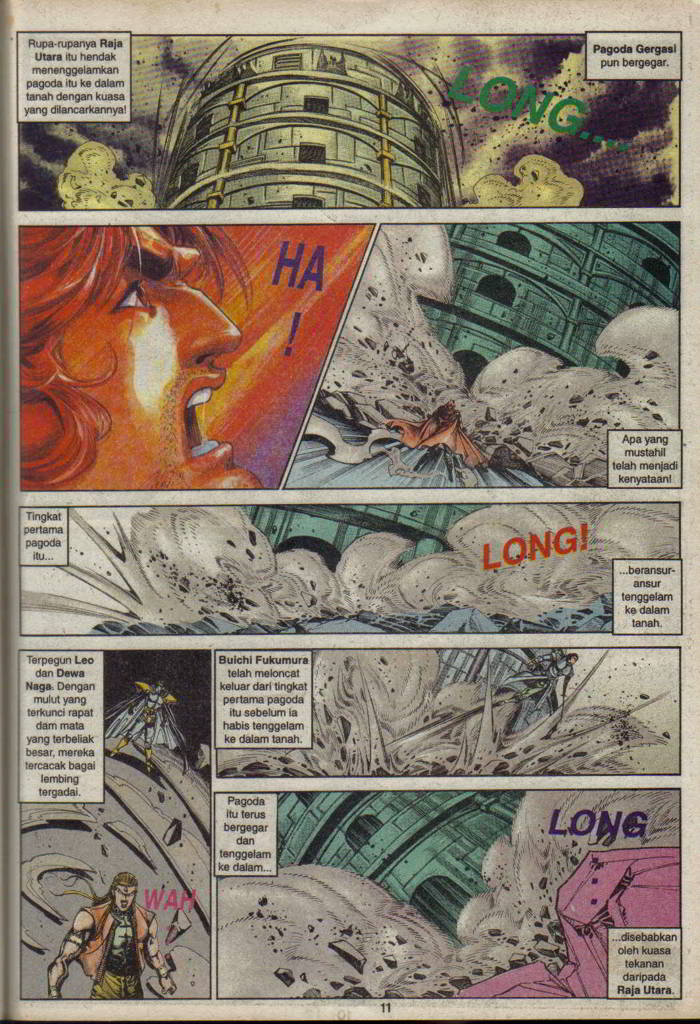 Rupa-rupanya Raja
Utara itu hendak
menenggelamkan
pagoda itu ke dalam
tanah dengan kuasa
yang dilancarkannya!
Pagoda Gergasi
pun bergegar.
LONG....
HA
!
Apa yang
mustahil
telah menjadi
kenyataan!
Tingkat
pertama
pagoda
itu...
LONG!
...beransur-
ansur
tenggelam
ke dalam
tanah.
Terpegun Leo
dan Dewa
Naga. Dengan
mulut yang
terkunci rapat
dam mata
yang terbeliak
besar, mereka
tercacak bagai
lembing
tergadai.
WAH
Buichi Fukumura
telah meloncat
keluar dari tingkat
pertama pagoda
itu sebelum ia
habis tenggelam
ke dalam tanah.
Pagoda
itu terus
bergegar
dan
tenggelam
ke dalam...
LONG
...disebabkan
oleh kuasa
tekanan
daripada
Raja Utara.
11